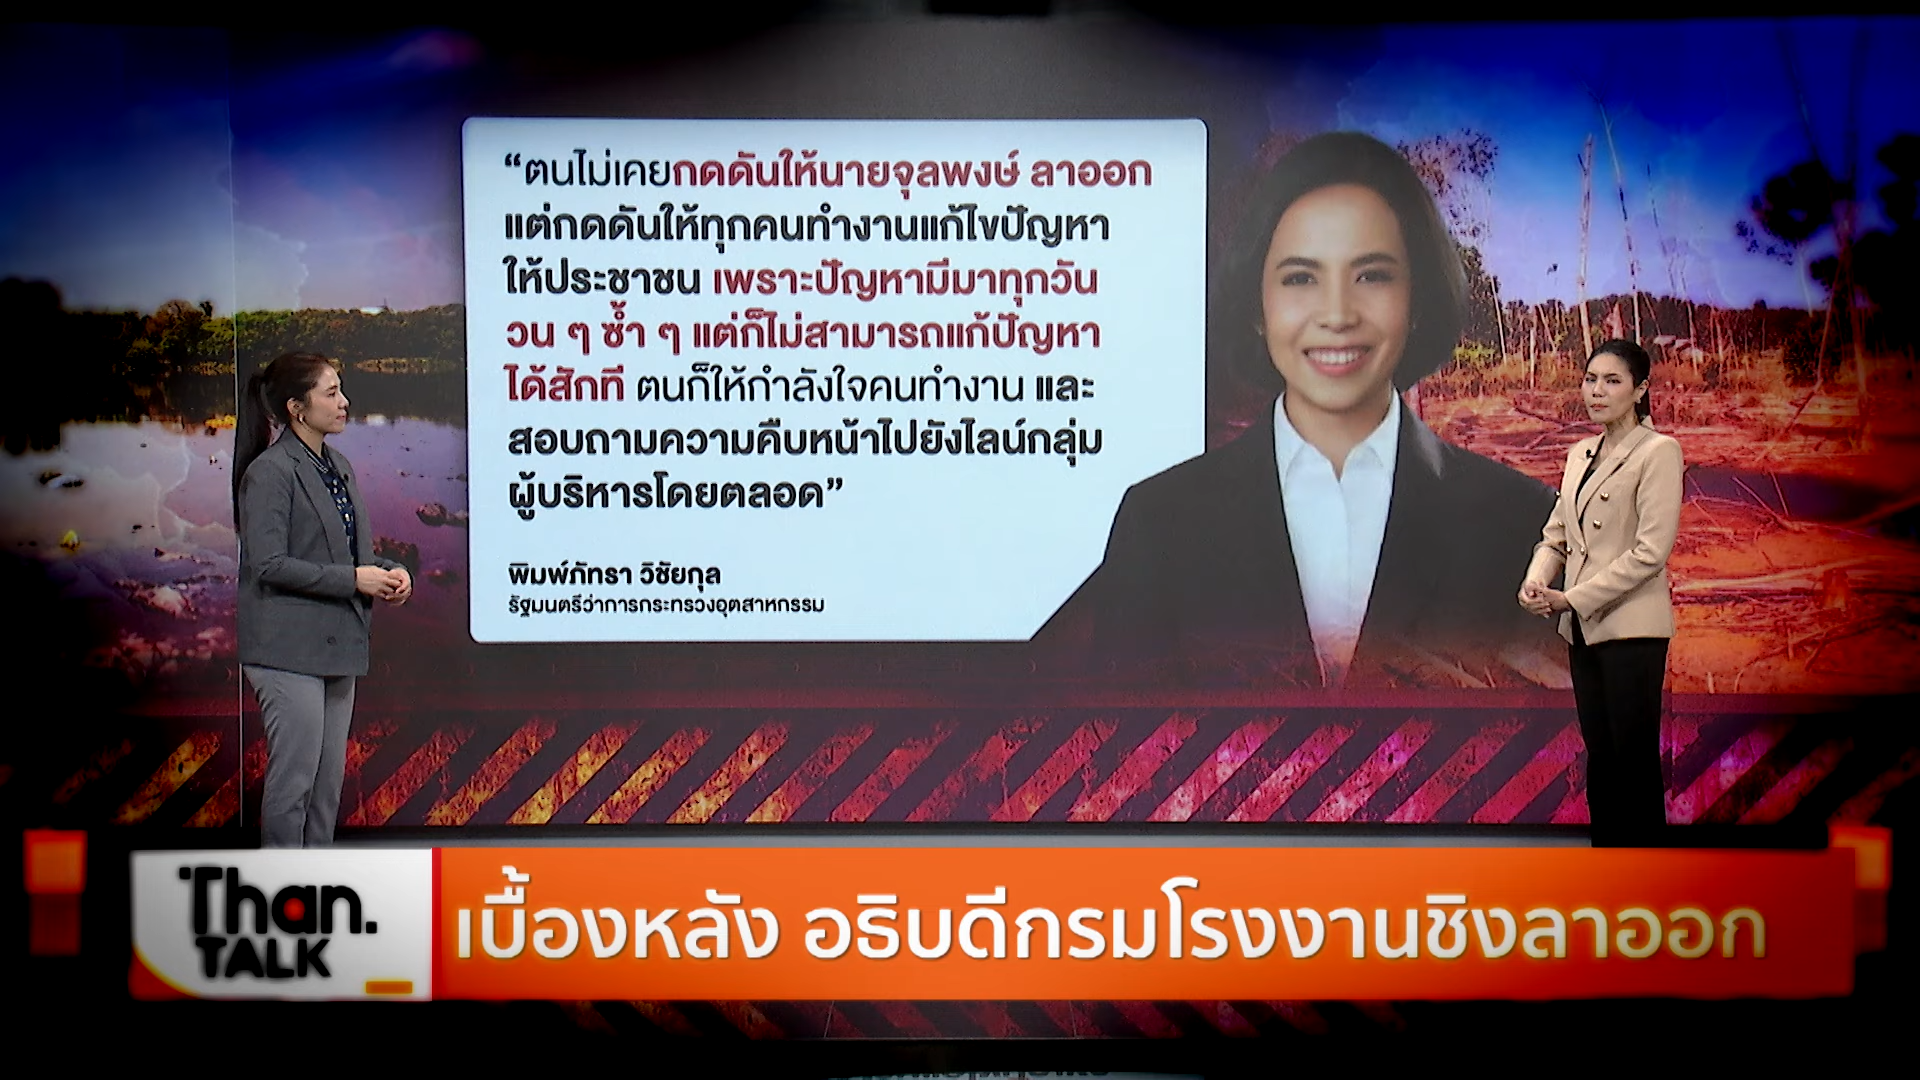 “ตนไม่เคยกดดันให้นายจุลพงษ์ ลาออก
แต่กดดันให้ทุกคนทำงานแก้ไขปัญหา
ให้ประชาชน เพราะปัญหามีมาทุกวัน
วน ๆ ซ้ำ ๆ แต่ก็ไม่สามารถแก้ปัญหา
ได้สักที ตนก็ให้กำลังใจคนทำงาน และ
สอบถามความคืบหน้าไปยังไลน์กลุ่ม
ผู้บริหารโดยตลอด”
พิมพ์ภัทรา วิชัยกุล
รัฐมนตรีว่าการกระทรวงอุตสาหกรรม
Than.
TALK
เบื้องหลัง อธิบดีกรมโรงงานชิงลาออก